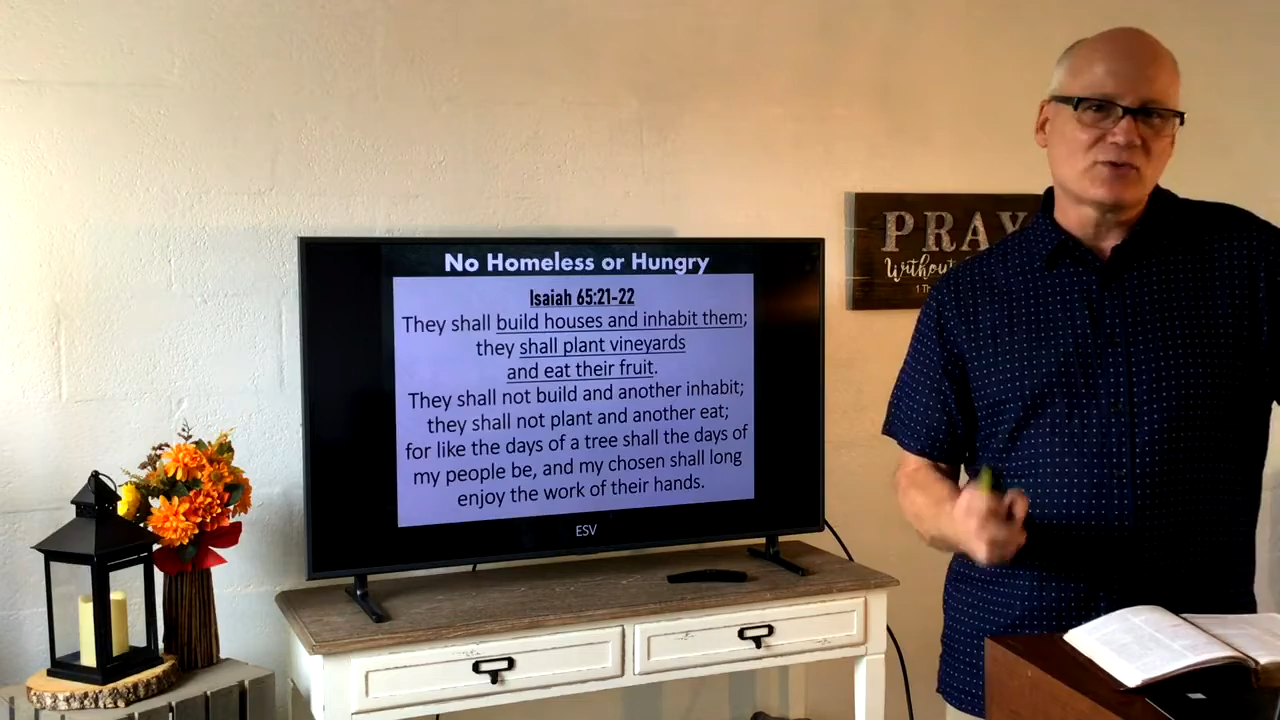 No Homeless or Hungry
Isaiah 65:21-22
They shall build houses and inhabit them;
they shall plant vineyards
and eat their fruit.
They shall not build and another inhabit;
they shall not plant and another eat;
for like the days of a tree shall the days of
my people be, and my chosen shall long
enjoy the work of their hands.
ESV
PRAY